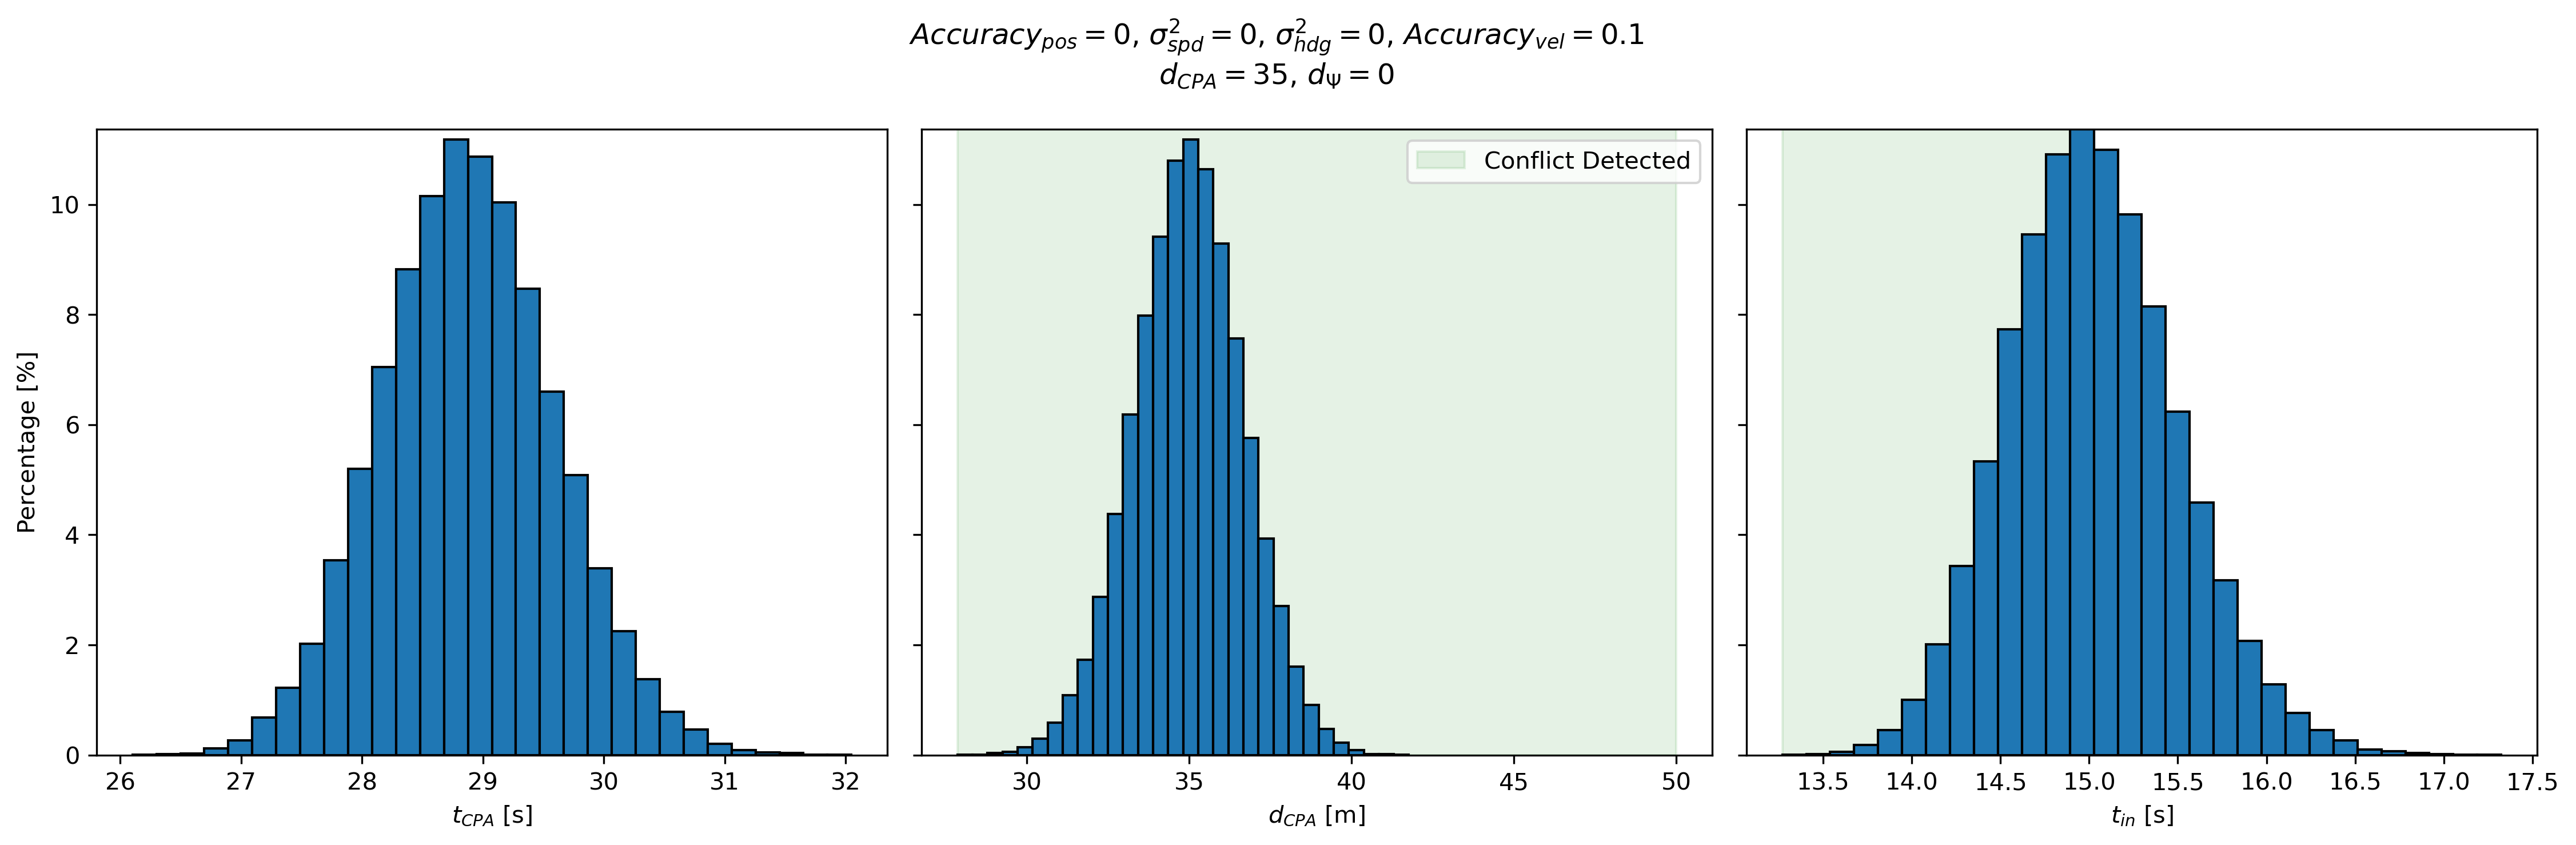 Accuracy_pos = 0, σ²_spd = 0, σ²_hdg = 0, Accuracy_vel = 0.1
d_CPA = 35, d_Ψ = 0
Percentage [%]
10
8
6
4
2
0
26 27 28 29 30 31 32
t_CPA [s]
Conflict Detected
30 35 40 45 50
d_CPA [m]
13.5 14.0 14.5 15.0 15.5 16.0 16.5 17.0 17.5
t_in [s]